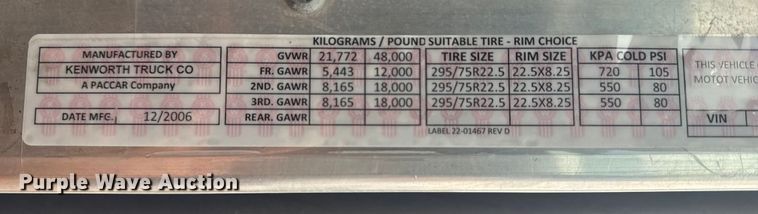 KILOGRAMS / POUND SUITABLE TIRE - RIM CHOICE
MANUFACTURED BY
KENWORTH TRUCK CO
A PACCAR Company
DATE MFG. 12/2006
GVWR 21,772 48,000 TIRE SIZE RIM SIZE KPA COLD PSI
FR. GAWR 5,443 12,000 295/75R22.5 22.5X8.25 720 105
2ND. GAWR 8,165 18,000 295/75R22.5 22.5X8.25 550 80
3RD. GAWR 8,165 18,000 295/75R22.5 22.5X8.25 550 80
REAR. GAWR
LABEL 22-01467 REV D
THIS VEHICLE
MOTOT VEHIC
VIN
Purple Wave Auction